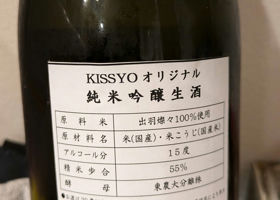 KISSYO オリジナル
純米吟醸生酒
原料米 出羽燦々100%使用
原材料名 米(国産)・米こうじ(国産米)
アルコール分 15度
精米歩合 55%
酵母 東農大分離株